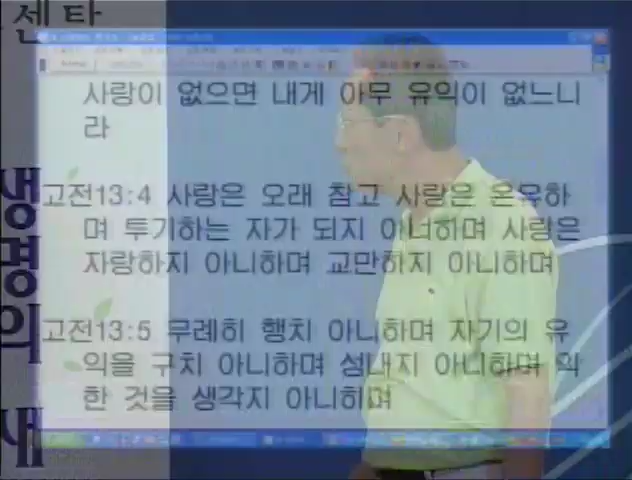 센타
사랑이 없으면 내게 아무 유익이 없느니
라
고전13:4 사랑은 오래 참고 사랑은 온유하
며 투기하는 자가 되지 아니하며 사랑은
자랑하지 아니하며 교만하지 아니하며
고전13:5 무례히 행치 아니하며 자기의 유
익을 구치 아니하며 성내지 아니하며 악
한 것을 생각지 아니하며
생명의 새